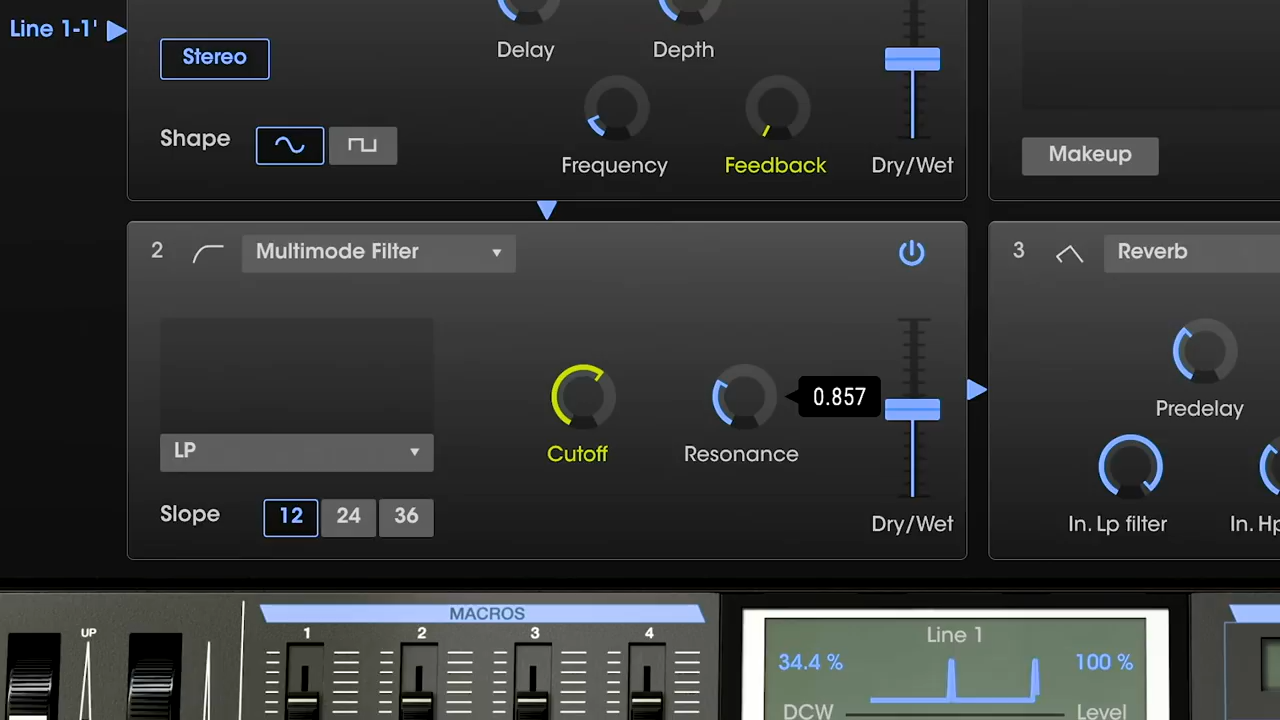 Line 1-1'
Stereo
Delay
Depth
Shape
Frequency
Feedback
Dry/Wet
Makeup
2
Multimode Filter
3
Reverb
0.857
LP
Cutoff
Resonance
Predelay
Slope
12
24
36
Dry/Wet
In. Lp filter
In. Hp
UP
MACROS
1
2
3
4
Line 1
34.4 %
100 %
DCW
Level